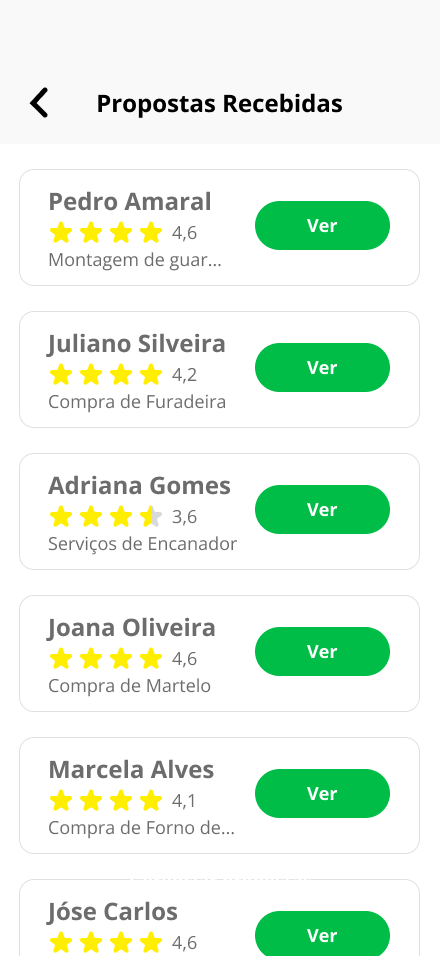 Propostas Recebidas
Pedro Amaral
4,6
Montagem de guar...
Ver
Juliano Silveira
4,2
Compra de Furadeira
Ver
Adriana Gomes
3,6
Serviços de Encanador
Ver
Joana Oliveira
4,6
Compra de Martelo
Ver
Marcela Alves
4,1
Compra de Forno de...
Ver
Jóse Carlos
4,6
Ver